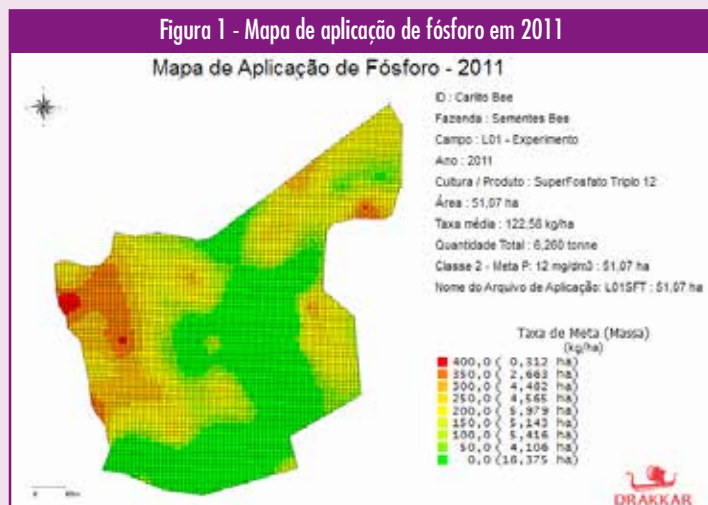 Figura 1 - Mapa de aplicação de fósforo em 2011
Mapa de Aplicação de Fósforo - 2011
ID : Carlito Bee
Fazenda : Sementes Bee
Campo : L01 - Experimento
Ano : 2011
Cultura / Produto : SuperFosfato Triplo 12
Área : 51,07 ha
Taxa média : 122,58 kg/ha
Quantidade Total : 6,260 tonne
Classe 2 - Meta P: 12 mg/dm3 : 51,07 ha
Nome do Arquivo de Aplicação: L01SFT : 51,07 ha
Taxa de Meta (Massa)
(kg/ha)
400,0 ( 0,312 ha)
350,0 ( 2,663 ha)
300,0 ( 4,482 ha)
250,0 ( 4,565 ha)
200,0 ( 5,979 ha)
150,0 ( 5,143 ha)
100,0 ( 5,416 ha)
50,0 ( 4,106 ha)
0,0 (18,375 ha)
0
DRAKKAR